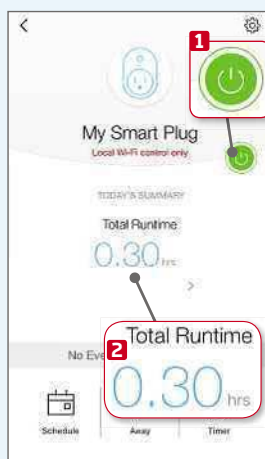 1
My Smart Plug
Local Wi-Fi control only
TODAY'S SUMMARY
Total Runtime
0.30 hrs
No Eve
2
Total Runtime
0.30 hrs
Schedule
Away
Timer